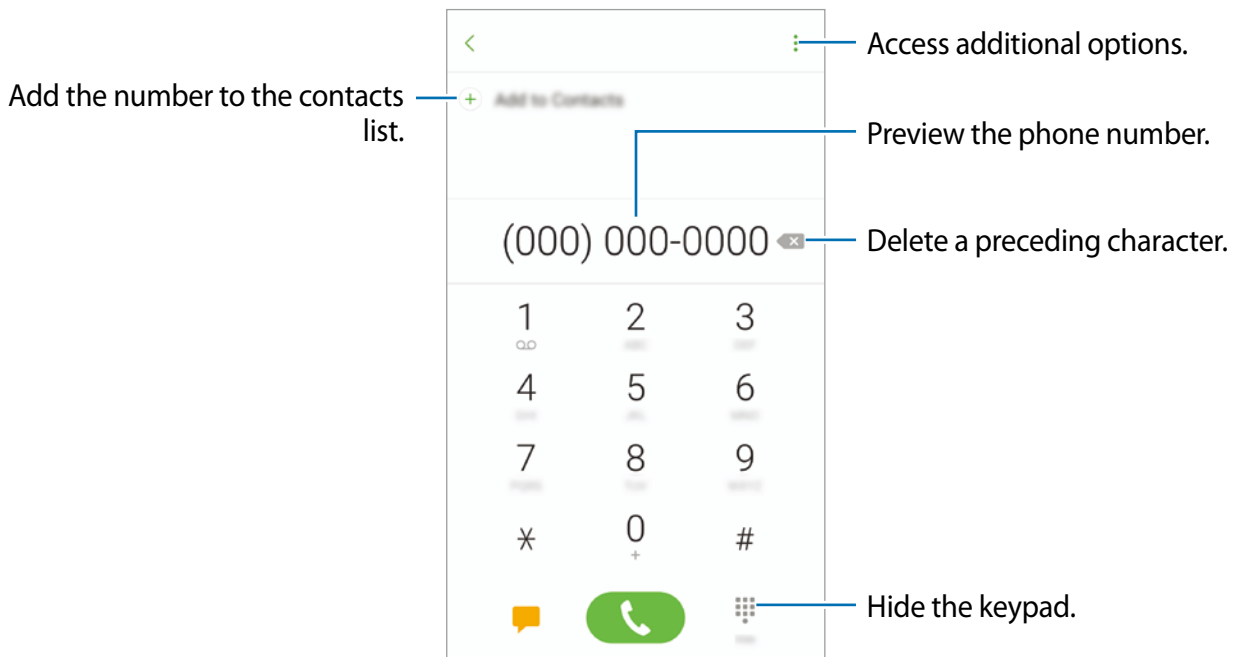 Access additional options.
Add the number to the contacts
list.
Add to Contacts
Preview the phone number.
(000) 000-0000
Delete a preceding character.
1 2 3
4 5 6
7 8 9
* 0 #
+
Hide the keypad.